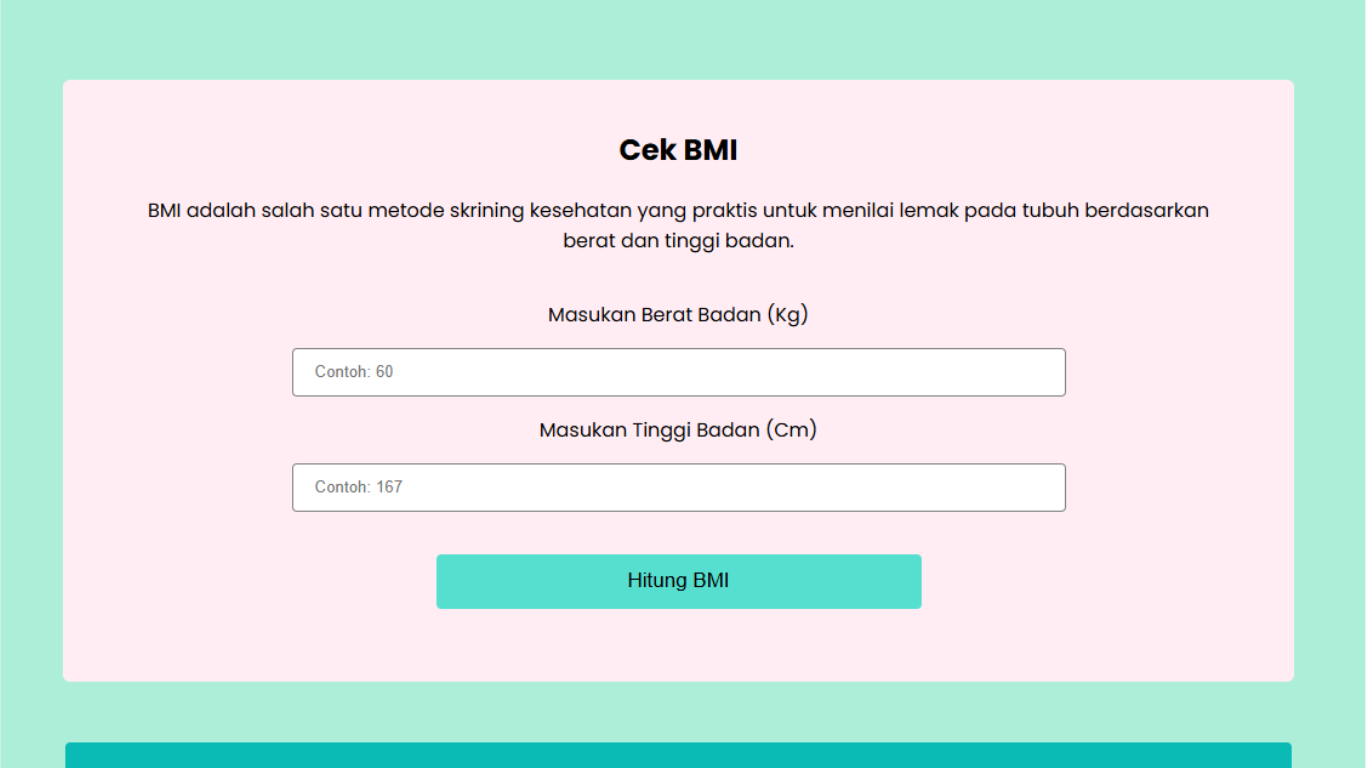 Cek BMI
BMI adalah salah satu metode skrining kesehatan yang praktis untuk menilai lemak pada tubuh berdasarkan
berat dan tinggi badan.
Masukan Berat Badan (Kg)
Contoh: 60
Masukan Tinggi Badan (Cm)
Contoh: 167
Hitung BMI